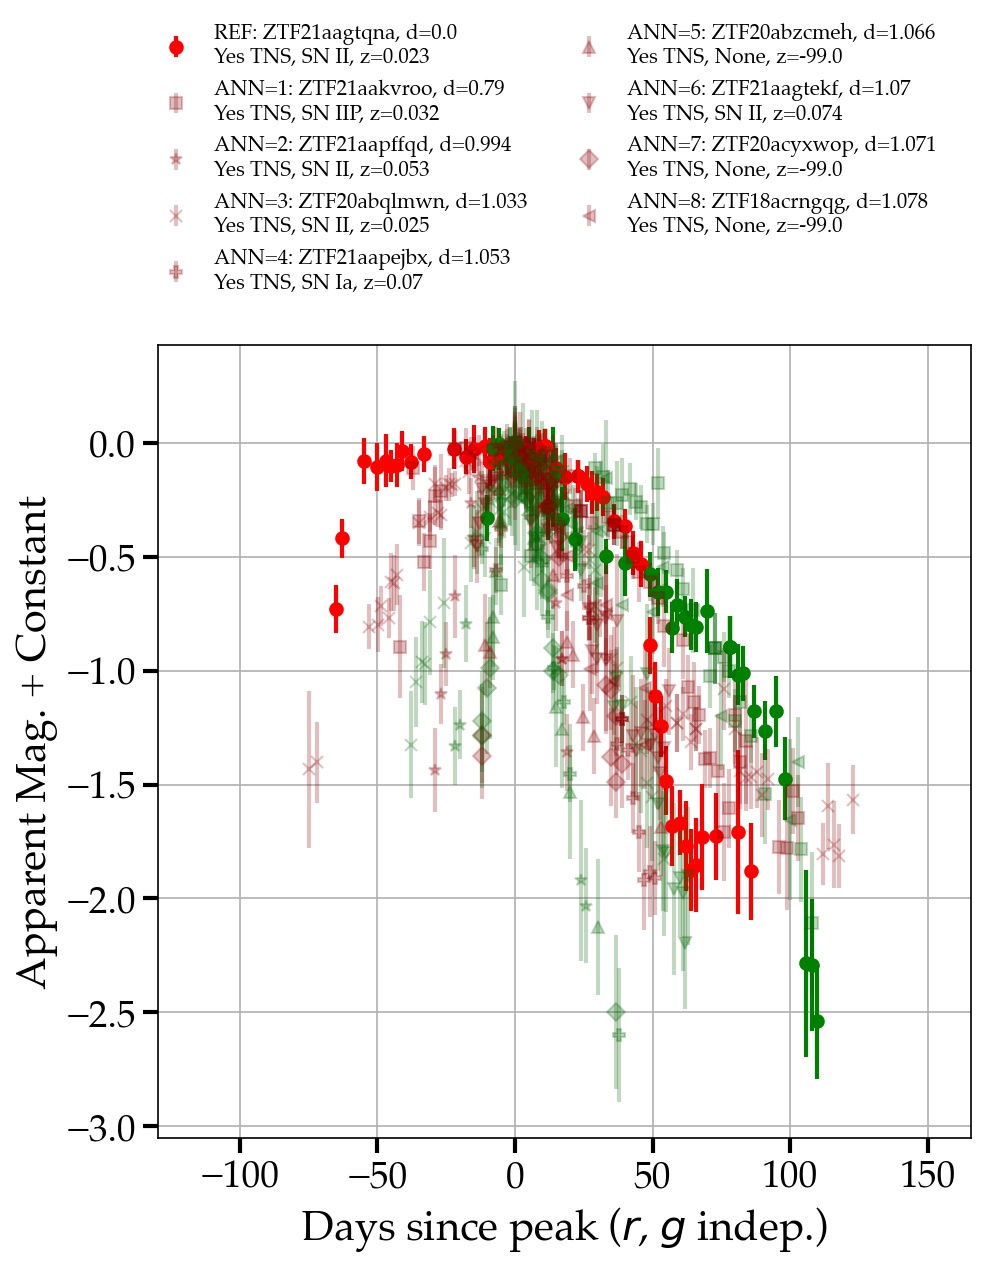 REF: ZTF21aagtqna, d=0.0
Yes TNS, SN II, z=0.023
ANN=1: ZTF21aakvroo, d=0.79
Yes TNS, SN IIP, z=0.032
ANN=2: ZTF21aapffqd, d=0.994
Yes TNS, SN II, z=0.053
ANN=3: ZTF20abqlmwn, d=1.033
Yes TNS, SN II, z=0.025
ANN=4: ZTF21aapejbx, d=1.053
Yes TNS, SN Ia, z=0.07
ANN=5: ZTF20abzcmeh, d=1.066
Yes TNS, None, z=-99.0
ANN=6: ZTF21aagtekf, d=1.07
Yes TNS, SN II, z=0.074
ANN=7: ZTF20acyxwop, d=1.071
Yes TNS, None, z=-99.0
ANN=8: ZTF18acrngqg, d=1.078
Yes TNS, None, z=-99.0
Apparent Mag. + Constant
0.0
−0.5
−1.0
−1.5
−2.0
−2.5
−3.0
−100
−50
0
50
100
150
Days since peak (r, g indep.)